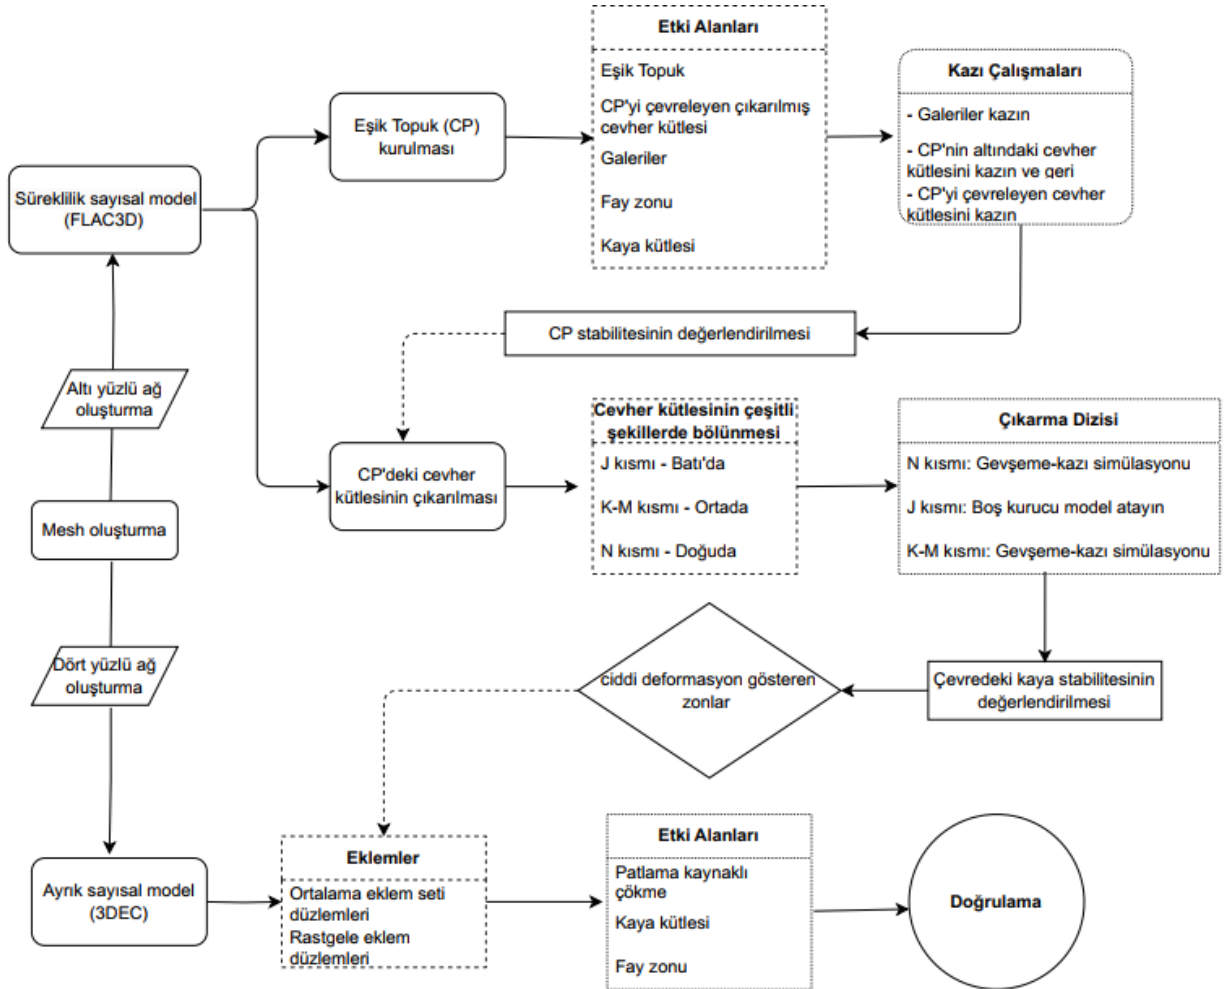 Etki Alanları
Eşik Topuk
CP'yi çevreleyen çıkarılmış
cevher kütlesi
Galeriler
Fay zonu
Kaya kütlesi
Kazı Çalışmaları
- Galeriler kazın
- CP'nin altındaki cevher
kütlesini kazın ve geri
- CP'yi çevreleyen cevher
kütlesini kazın
Eşik Topuk (CP)
kurulması
Süreklilik sayısal model
(FLAC3D)
CP stabilitesinin değerlendirilmesi
Altı yüzlü ağ
oluşturma
Cevher kütlesinin çeşitli
şekillerde bölünmesi
J kısmı - Batı'da
K-M kısmı - Ortada
N kısmı - Doğuda
Çıkarma Dizisi
N kısmı: Gevşeme-kazı simülasyonu
J kısmı: Boş kurucu model atayın
K-M kısmı: Gevşeme-kazı simülasyonu
CP'deki cevher
kütlesinin çıkarılması
Mesh oluşturma
Dört yüzlü ağ
oluşturma
ciddi deformasyon gösteren
zonlar
Çevredeki kaya stabilitesinin
değerlendirilmesi
Ayrık sayısal model
(3DEC)
Eklemler
Ortalama eklem seti
düzlemleri
Rastgele eklem
düzlemleri
Etki Alanları
Patlama kaynaklı
çökme
Kaya kütlesi
Fay zonu
Doğrulama